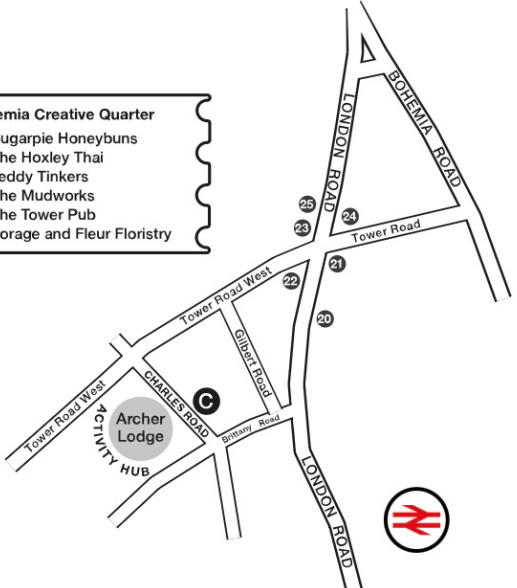 emia Creative Quarter
ugarpie Honeybuns
he Hoxley Thai
eddy Tinkers
he Mudworks
he Tower Pub
orage and Fleur Floristry
LONDON ROAD
BOHEMIA ROAD
25
24
23
Tower Road
21
22
Tower Road West
20
Gilbert Road
CHARLES ROAD
C
Tower Road West
Archer
Lodge
ACTIVITY HUB
Brittany Road
LONDON ROAD